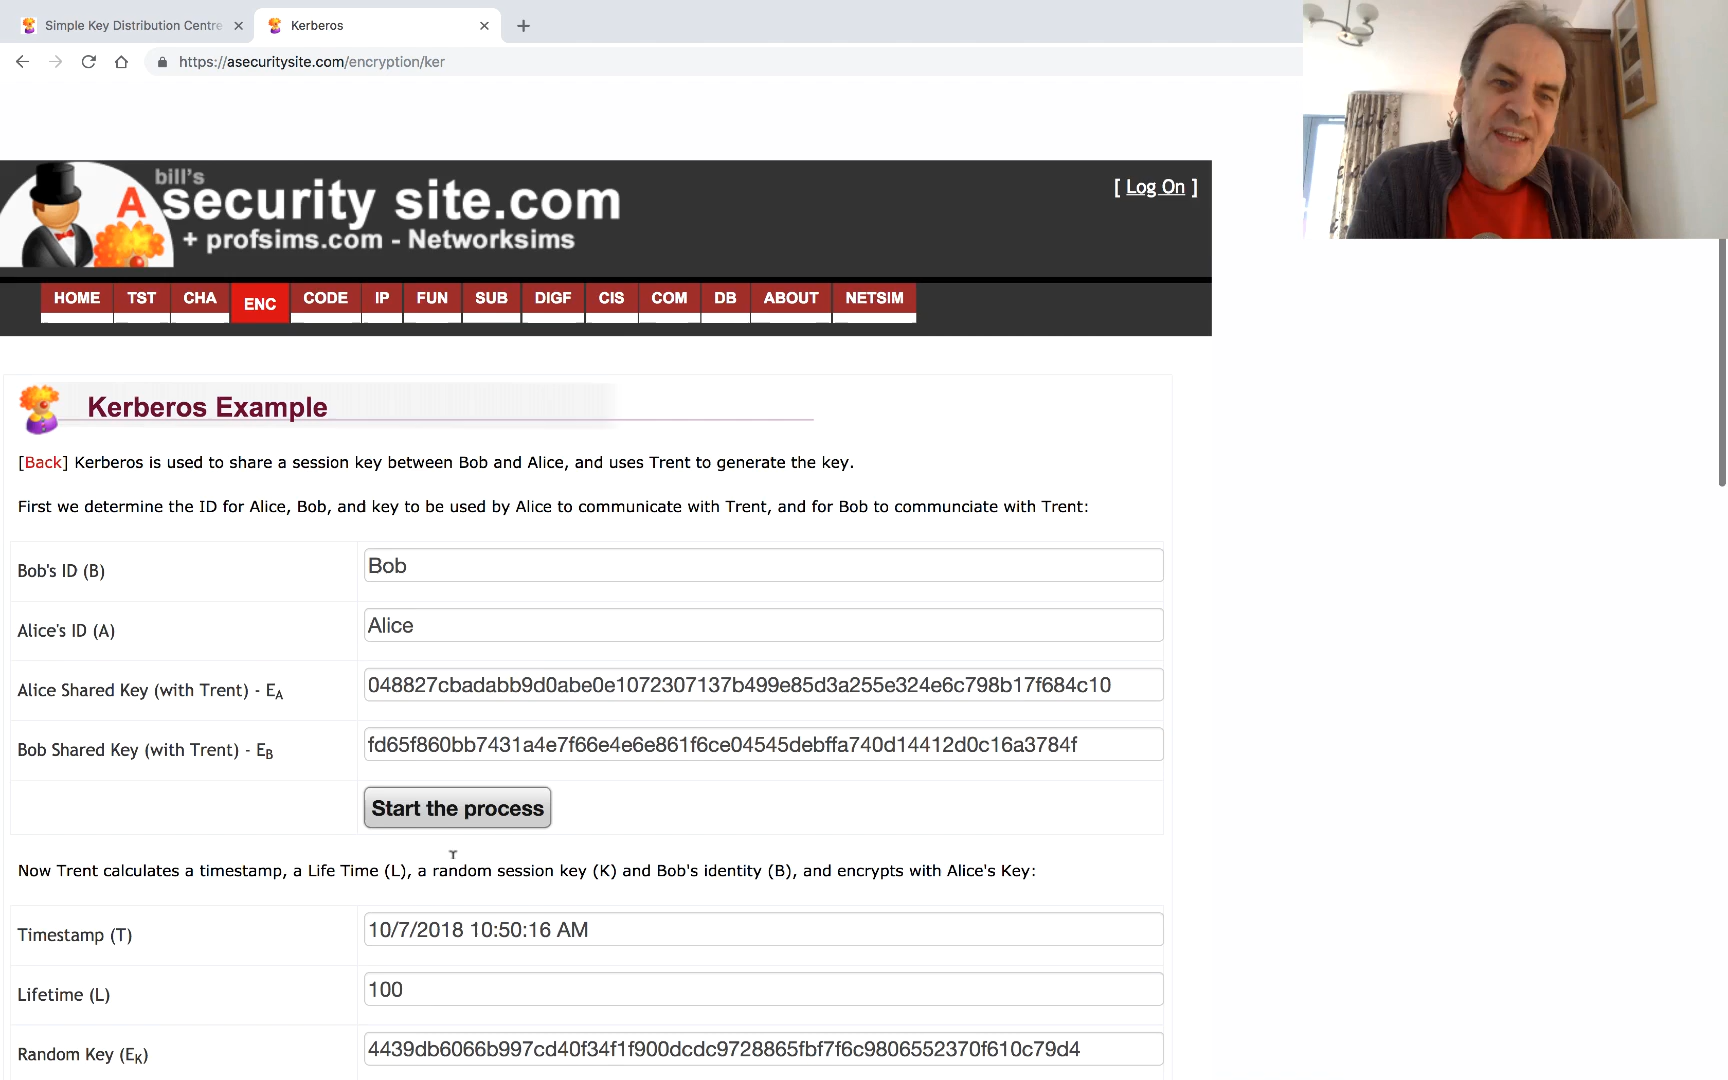 Simple Key Distribution Centre
Kerberos
https://asecuritysite.com/encryption/ker
bill's
A security site.com
+ profsims.com - Networksims
[ Log On ]
HOME TST CHA ENC CODE IP FUN SUB DIGF CIS COM DB ABOUT NETSIM
Kerberos Example
[Back] Kerberos is used to share a session key between Bob and Alice, and uses Trent to generate the key.
First we determine the ID for Alice, Bob, and key to be used by Alice to communicate with Trent, and for Bob to communciate with Trent:
Bob's ID (B) Bob
Alice's ID (A) Alice
Alice Shared Key (with Trent) - EA 048827cbadabb9d0abe0e1072307137b499e85d3a255e324e6c798b17f684c10
Bob Shared Key (with Trent) - EB fd65f860bb7431a4e7f66e4e6e861f6ce04545debffa740d14412d0c16a3784f
Start the process
Now Trent calculates a timestamp, a Life Time (L), a random session key (K) and Bob's identity (B), and encrypts with Alice's Key:
Timestamp (T) 10/7/2018 10:50:16 AM
Lifetime (L) 100
Random Key (EK) 4439db6066b997cd40f34f1f900dcdc9728865fbf7f6c9806552370f610c79d4